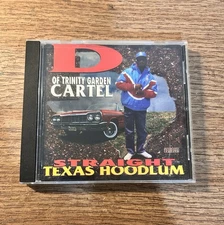 D
OF TRINITY GARDEN
CARTEL
STRAIGHT
TEXAS HOODLUM